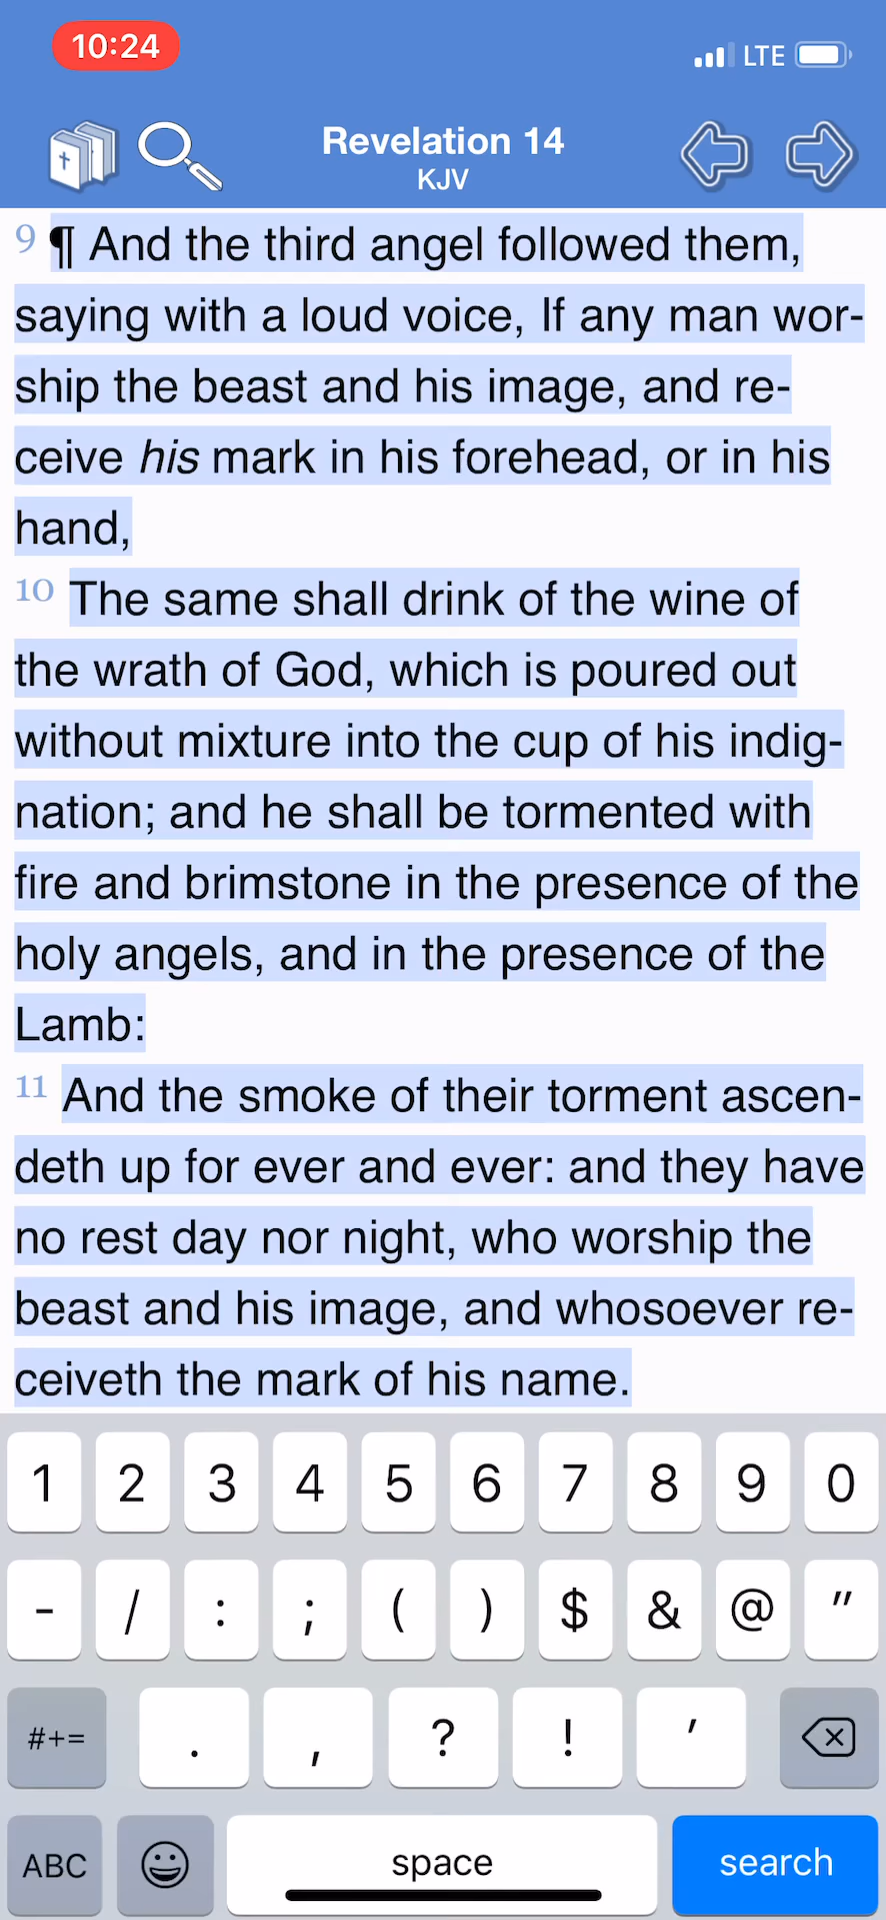 10:24
LTE
Revelation 14
KJV
9 ¶ And the third angel followed them,
saying with a loud voice, If any man wor-
ship the beast and his image, and re-
ceive his mark in his forehead, or in his
hand,
10 The same shall drink of the wine of
the wrath of God, which is poured out
without mixture into the cup of his indig-
nation; and he shall be tormented with
fire and brimstone in the presence of the
holy angels, and in the presence of the
Lamb:
11 And the smoke of their torment ascen-
deth up for ever and ever: and they have
no rest day nor night, who worship the
beast and his image, and whosoever re-
ceiveth the mark of his name.
1 2 3 4 5 6 7 8 9 0
- / : ; ( ) $ & @ "
#+= . , ? ! '
ABC space search